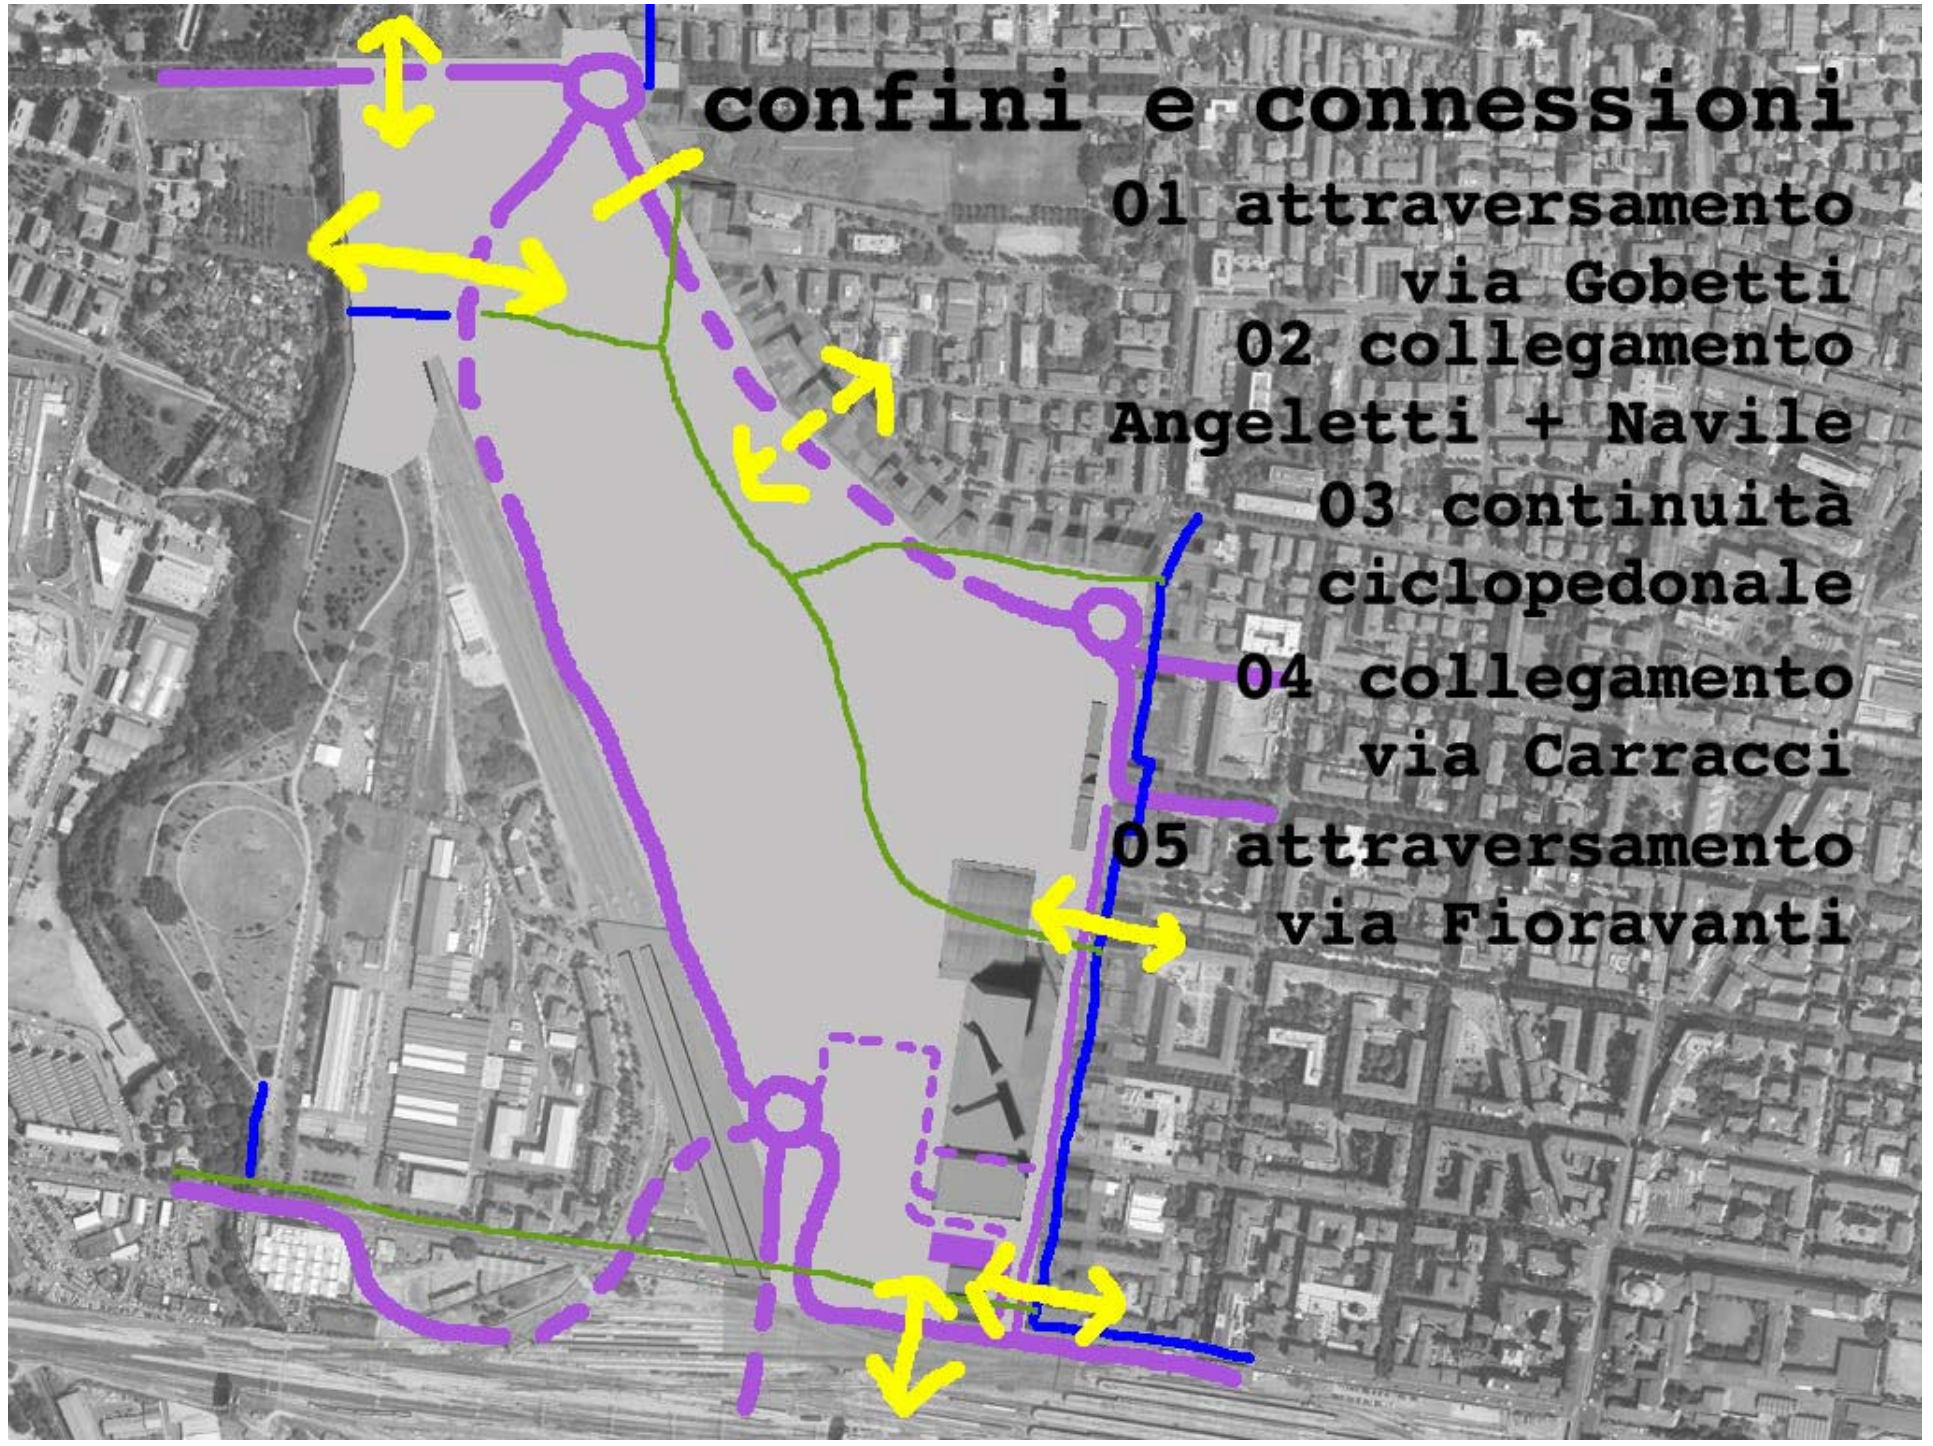 confini e connessioni
01 attraversamento
via Gobetti
02 collegamento
Angeletti + Navile
03 continuità
ciclopedonale
04 collegamento
via Carracci
05 attraversamento
via Fioravanti